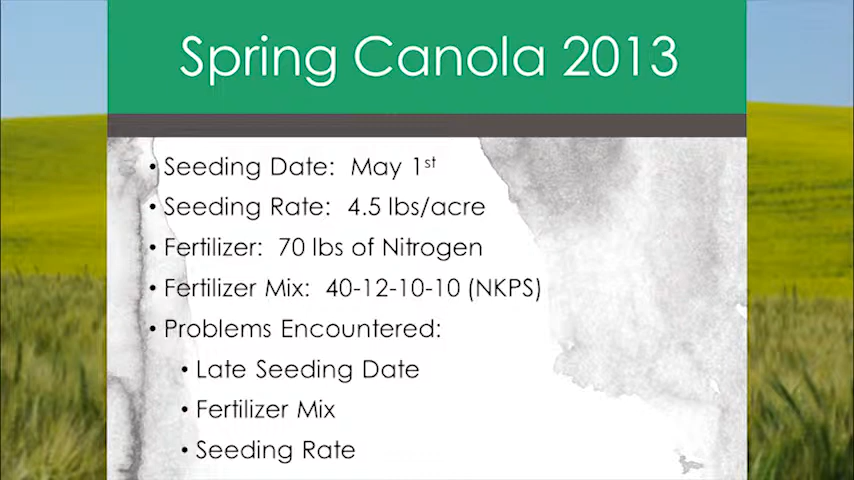 Spring Canola 2013
• Seeding Date: May 1st
• Seeding Rate: 4.5 lbs/acre
• Fertilizer: 70 lbs of Nitrogen
• Fertilizer Mix: 40-12-10-10 (NKPS)
• Problems Encountered:
• Late Seeding Date
• Fertilizer Mix
• Seeding Rate